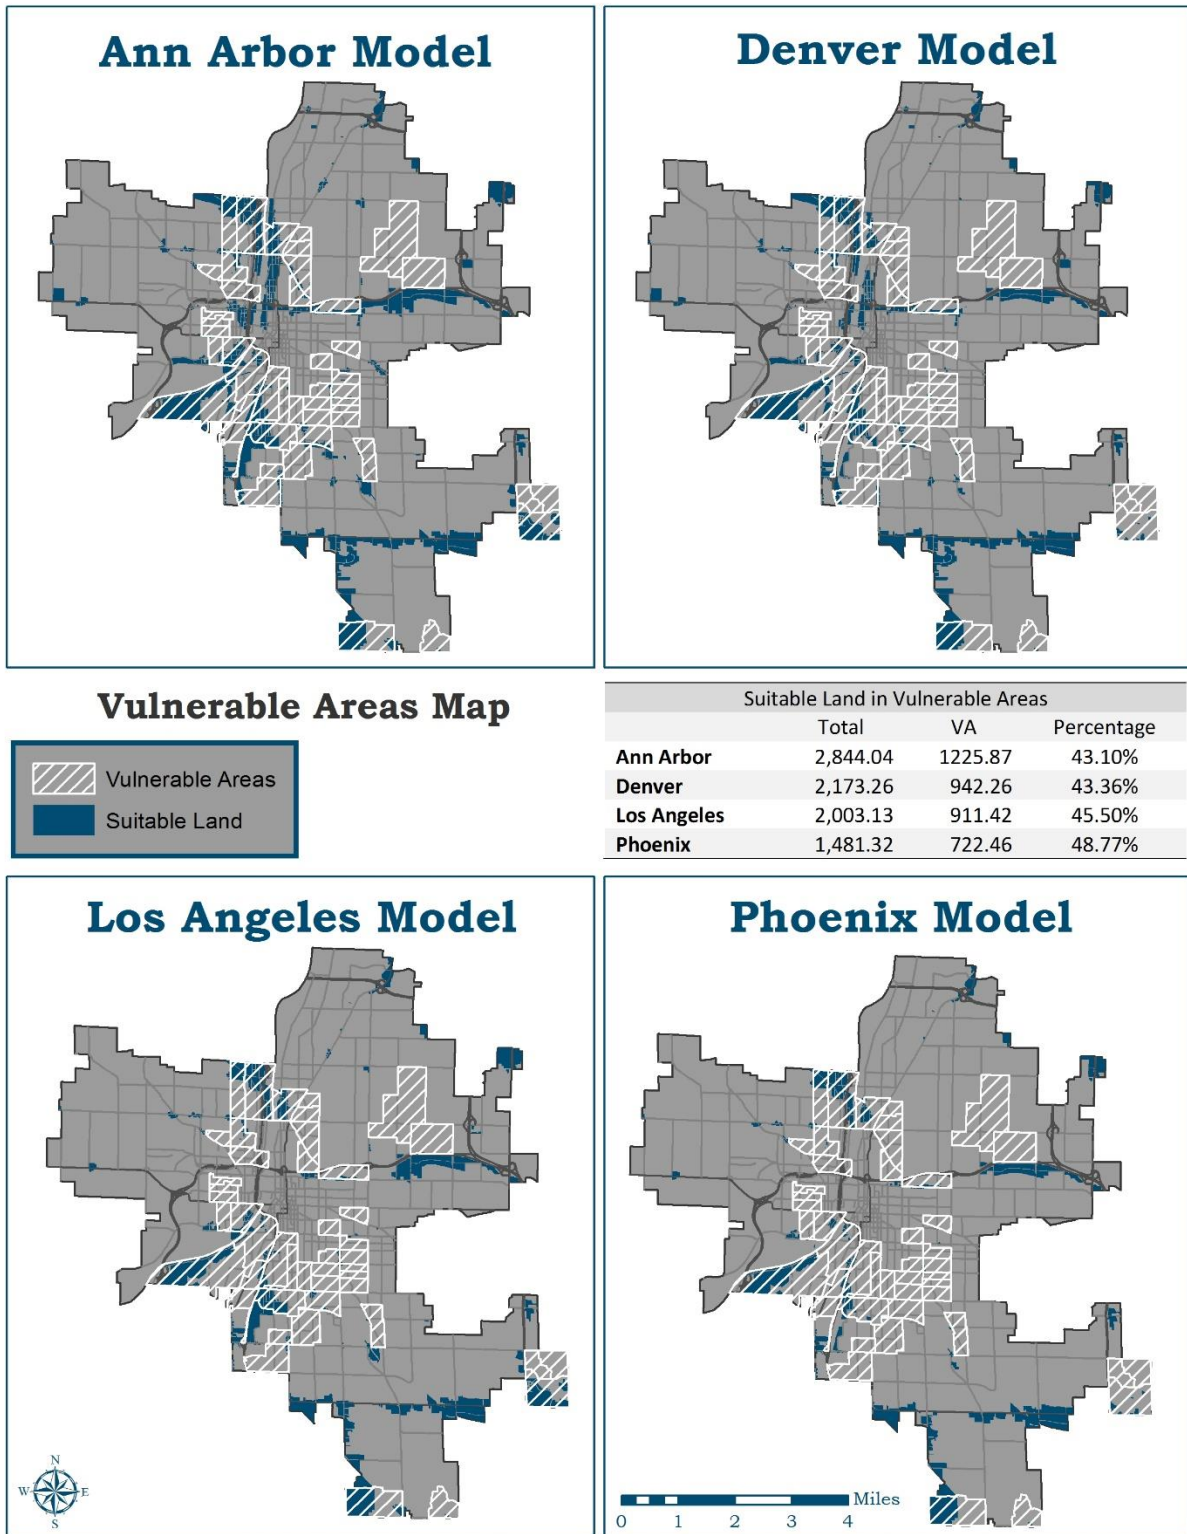 Ann Arbor Model
Denver Model
Vulnerable Areas Map
Vulnerable Areas
Suitable Land
Suitable Land in Vulnerable Areas
Total VA Percentage
Ann Arbor 2,844.04 1225.87 43.10%
Denver 2,173.26 942.26 43.36%
Los Angeles 2,003.13 911.42 45.50%
Phoenix 1,481.32 722.46 48.77%
Los Angeles Model
Phoenix Model
N
W E
S
Miles
0 1 2 3 4